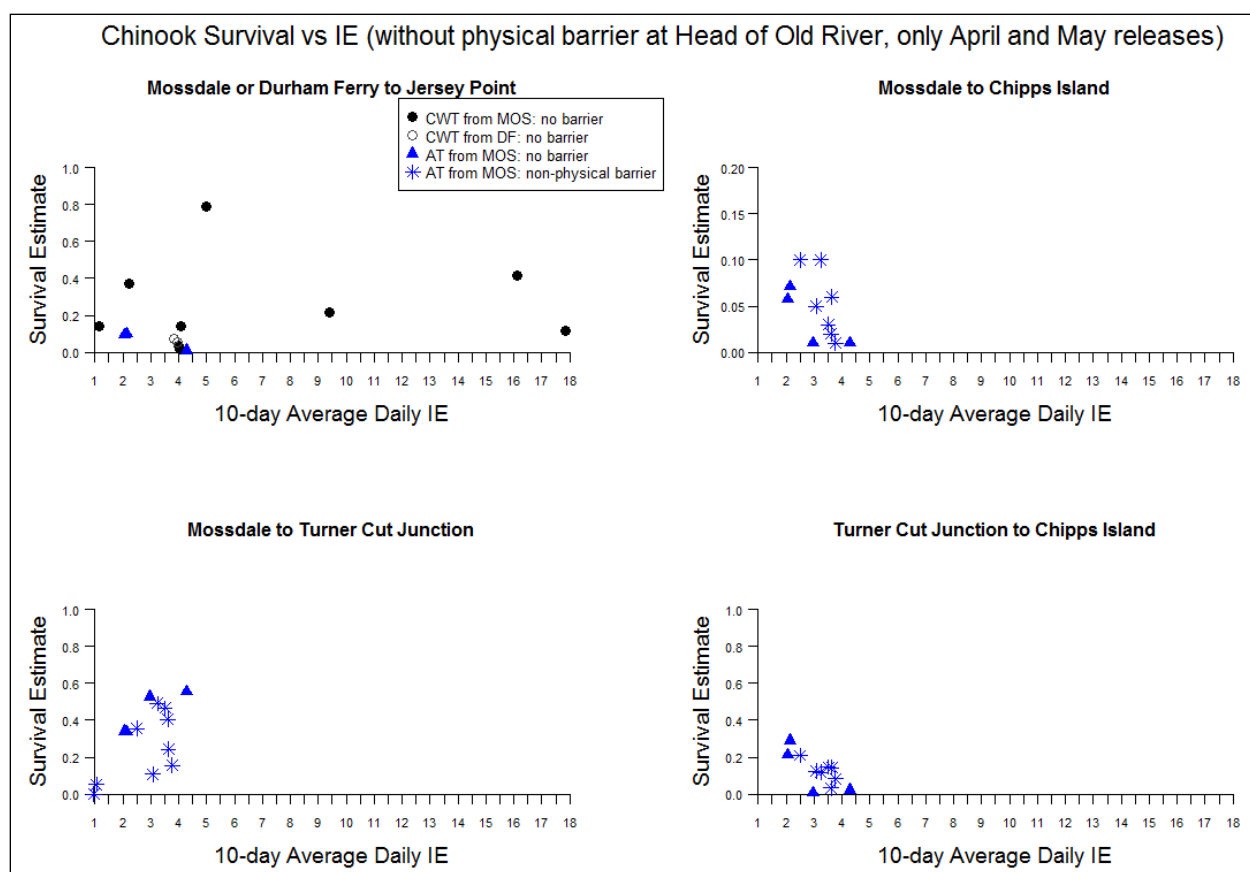 Chinook Survival vs IE (without physical barrier at Head of Old River, only April and May releases)
Mossdale or Durham Ferry to Jersey Point
CWT from MOS: no barrier
CWT from DF: no barrier
AT from MOS: no barrier
AT from MOS: non-physical barrier
Survival Estimate
1.0
0.8
0.6
0.4
0.2
0.0
1 2 3 4 5 6 7 8 9 10 11 12 13 14 15 16 17 18
10-day Average Daily IE
Mossdale to Chipps Island
Survival Estimate
0.20
0.15
0.10
0.05
0.00
1 2 3 4 5 6 7 8 9 10 11 12 13 14 15 16 17 18
10-day Average Daily IE
Mossdale to Turner Cut Junction
Survival Estimate
1.0
0.8
0.6
0.4
0.2
0.0
1 2 3 4 5 6 7 8 9 10 11 12 13 14 15 16 17 18
10-day Average Daily IE
Turner Cut Junction to Chipps Island
Survival Estimate
1.0
0.8
0.6
0.4
0.2
0.0
1 2 3 4 5 6 7 8 9 10 11 12 13 14 15 16 17 18
10-day Average Daily IE